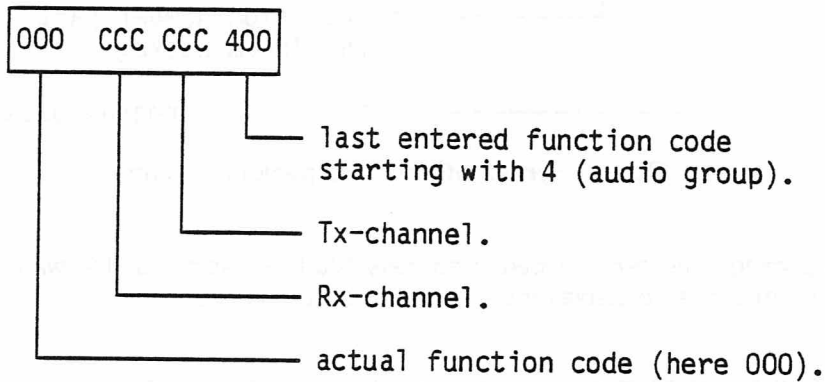 000 CCC CCC 400
last entered function code
starting with 4 (audio group).
Tx-channel.
Rx-channel.
actual function code (here 000).